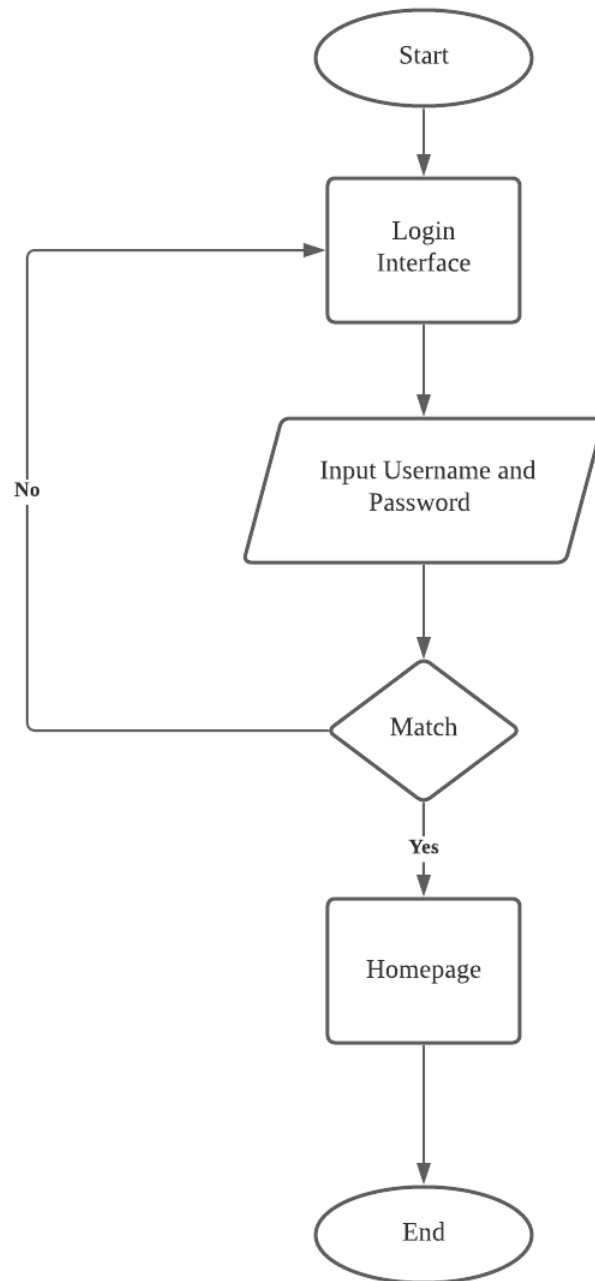 Start
Login
Interface
Input Username and
Password
No
Match
Yes
Homepage
End